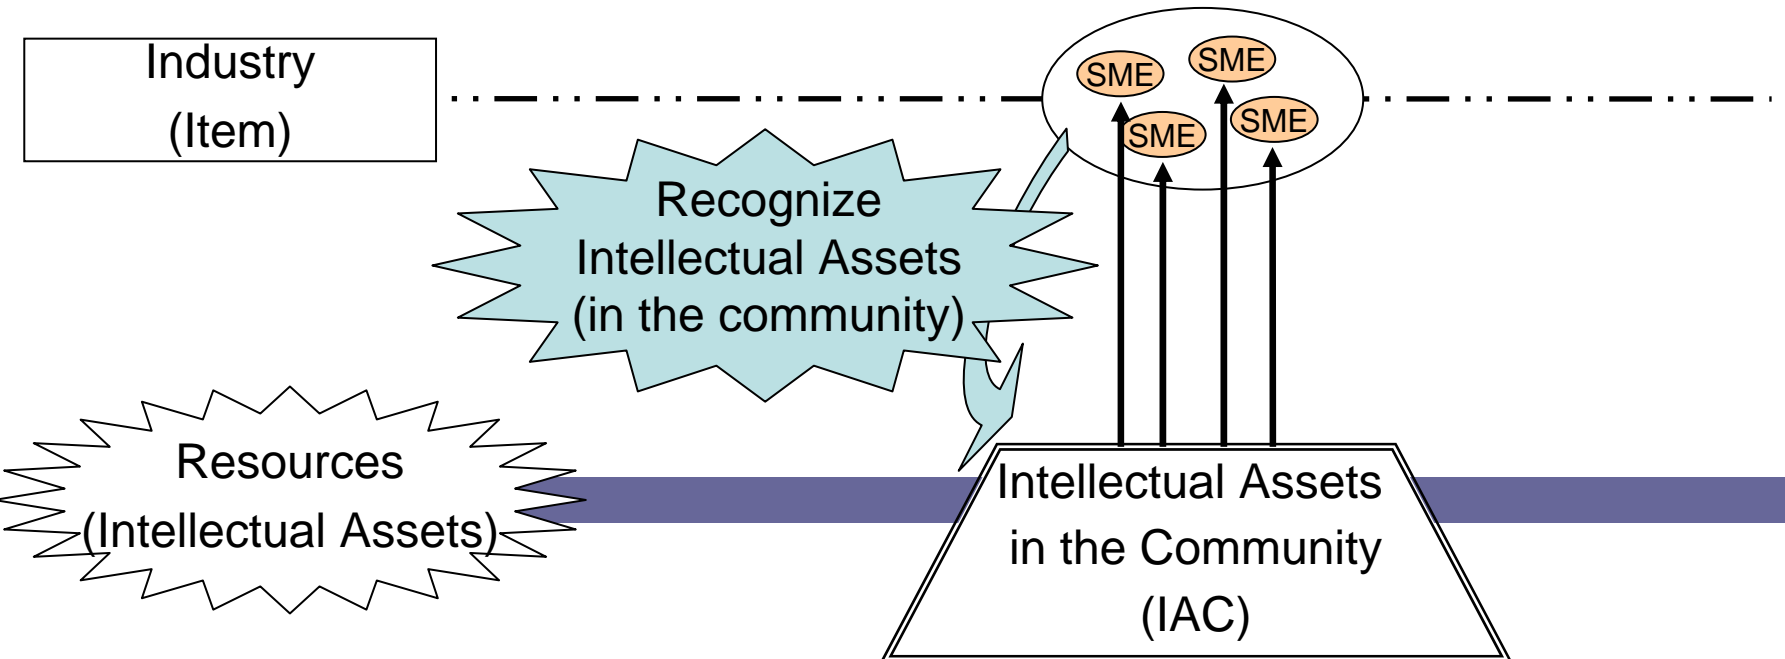 Industry
(Item)
SME
SME
SME
SME
Recognize
Intellectual Assets
(in the community)
Resources
(Intellectual Assets)
Intellectual Assets
in the Community
(IAC)